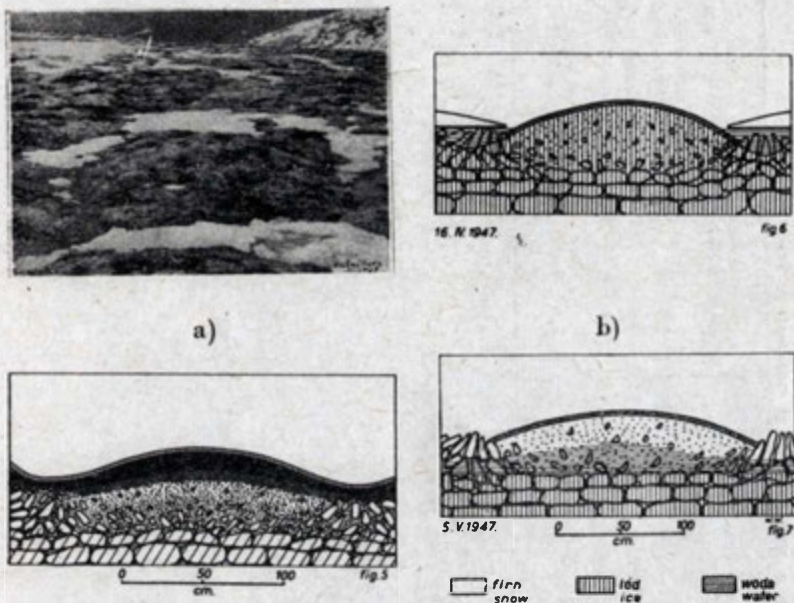 a)
b)
16. IV. 1947.
fig 6
0 50 100
cm.
fig. 5
5. V. 1947.
0 50 100
cm.
fig. 7
firn
snow
lód
ice
woda
water